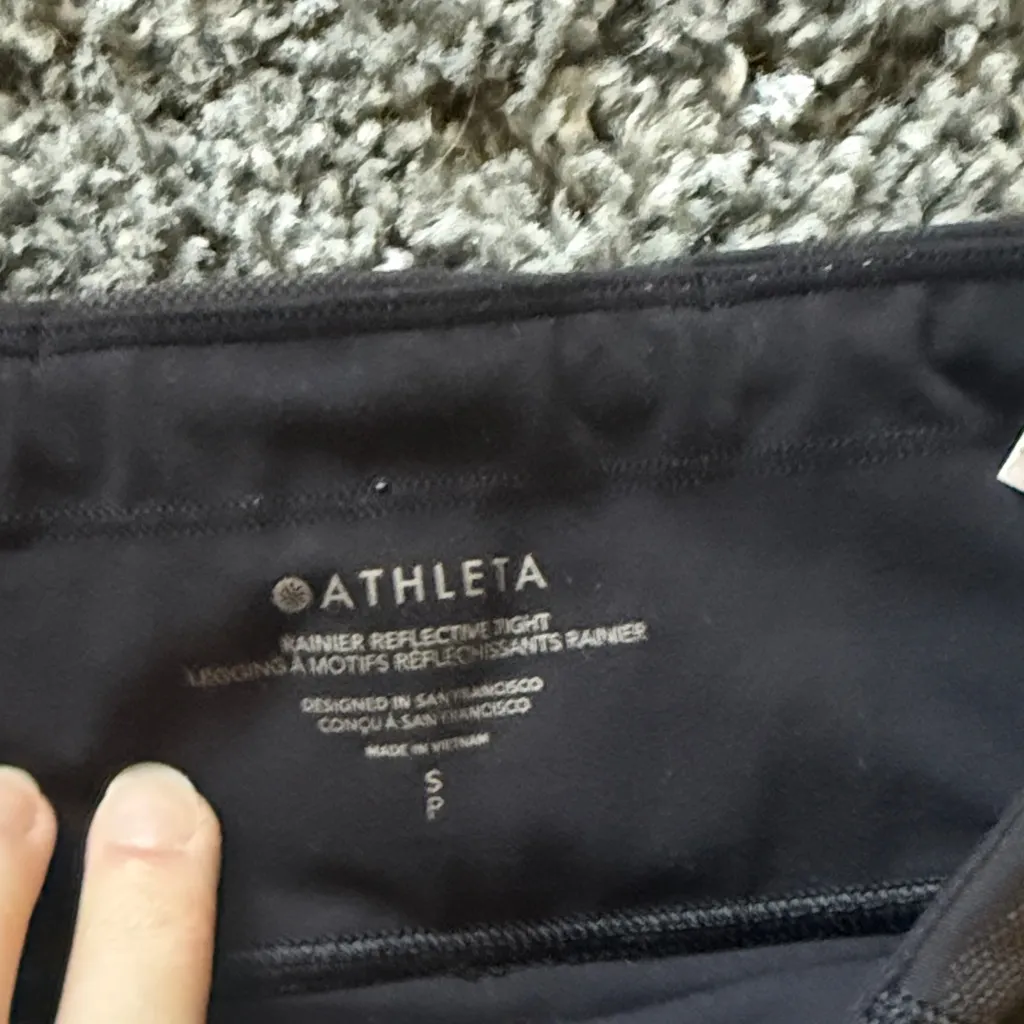 ATHLETA
RAINIER REFLECTIVE TIGHT
LEGGING À MOTIFS RÉFLÉCHISSANTS RAINIER
DESIGNED IN SAN FRANCISCO
CONÇU À SAN FRANCISCO
MADE IN VIETNAM
S
P